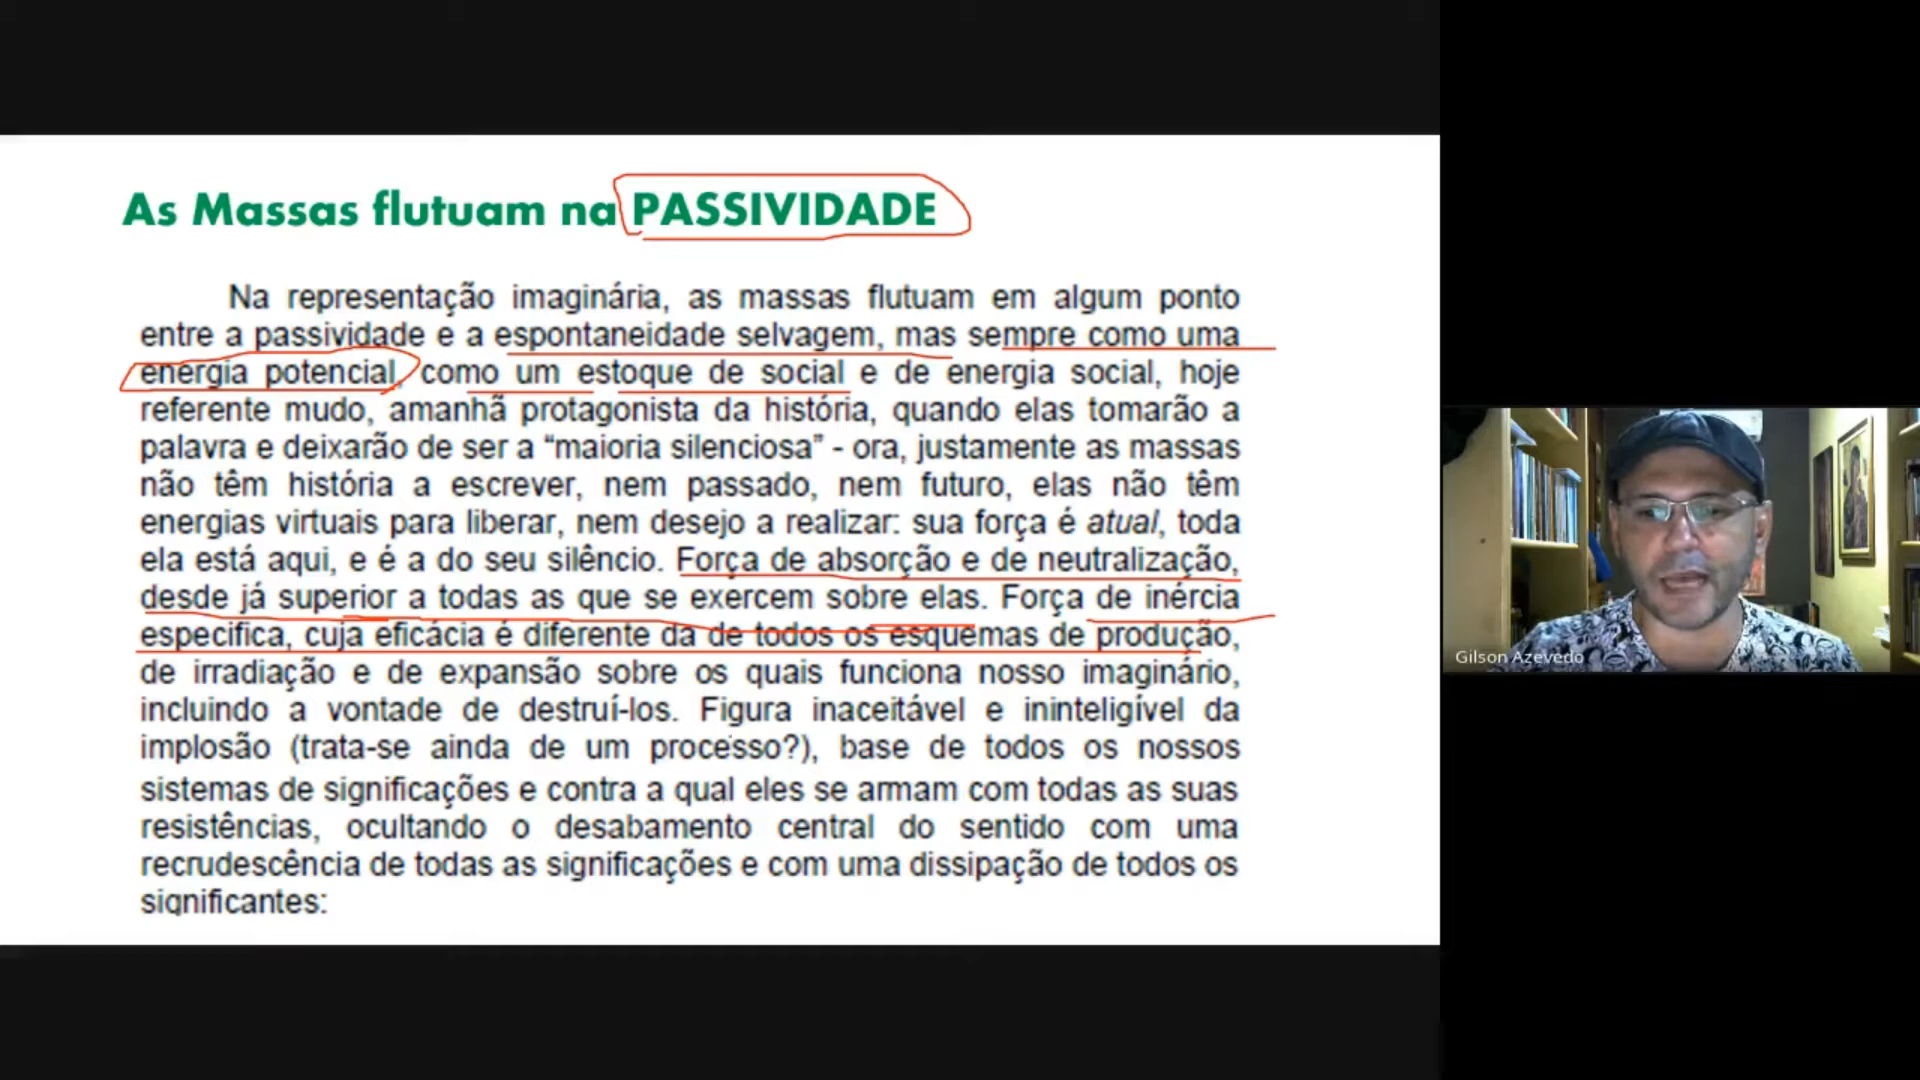 As Massas flutuam na PASSIVIDADE
Na representação imaginária, as massas flutuam em algum ponto
entre a passividade e a espontaneidade selvagem, mas sempre como uma
energia potencial, como um estoque de social e de energia social, hoje
referente mudo, amanhã protagonista da história, quando elas tomarão a
palavra e deixarão de ser a “maioria silenciosa” - ora, justamente as massas
não têm história a escrever, nem passado, nem futuro, elas não têm
energias virtuais para liberar, nem desejo a realizar: sua força é atual, toda
ela está aqui, e é a do seu silêncio. Força de absorção e de neutralização,
desde já superior a todas as que se exercem sobre elas. Força de inércia
especifica, cuja eficácia é diferente da de todos os esquemas de produção,
de irradiação e de expansão sobre os quais funciona nosso imaginário,
incluindo a vontade de destruí-los. Figura inaceitável e ininteligível da
implosão (trata-se ainda de um processo?), base de todos os nossos
sistemas de significações e contra a qual eles se armam com todas as suas
resistências, ocultando o desabamento central do sentido com uma
recrudescência de todas as significações e com uma dissipação de todos os
significantes:
Gilson Azevedo